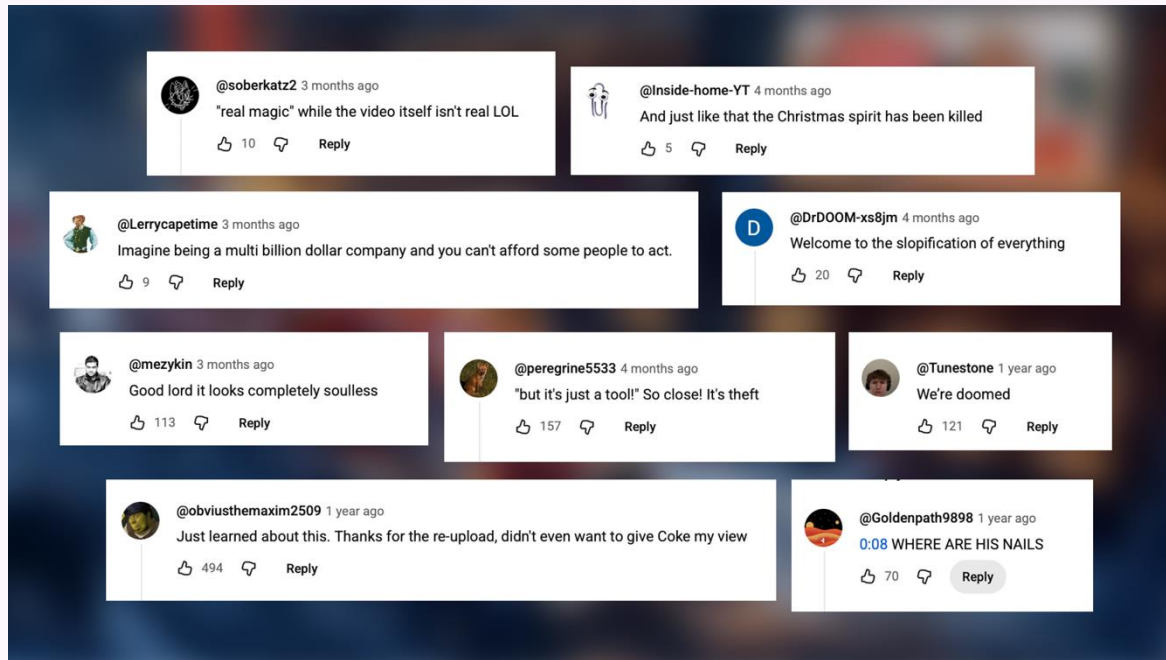 @soberkatz2 3 months ago
"real magic" while the video itself isn't real LOL
10 Reply
@Inside-home-YT 4 months ago
And just like that the Christmas spirit has been killed
5 Reply
@Lerrycapetime 3 months ago
Imagine being a multi billion dollar company and you can't afford some people to act.
9 Reply
D
@DrDOOM-xs8jm 4 months ago
Welcome to the slopification of everything
20 Reply
@mezykin 3 months ago
Good lord it looks completely soulless
113 Reply
@peregrine5533 4 months ago
"but it's just a tool!" So close! It's theft
157 Reply
@Tunestone 1 year ago
We're doomed
121 Reply
@obviusthemaxim2509 1 year ago
Just learned about this. Thanks for the re-upload, didn't even want to give Coke my view
494 Reply
@Goldenpath9898 1 year ago
0:08 WHERE ARE HIS NAILS
70 Reply